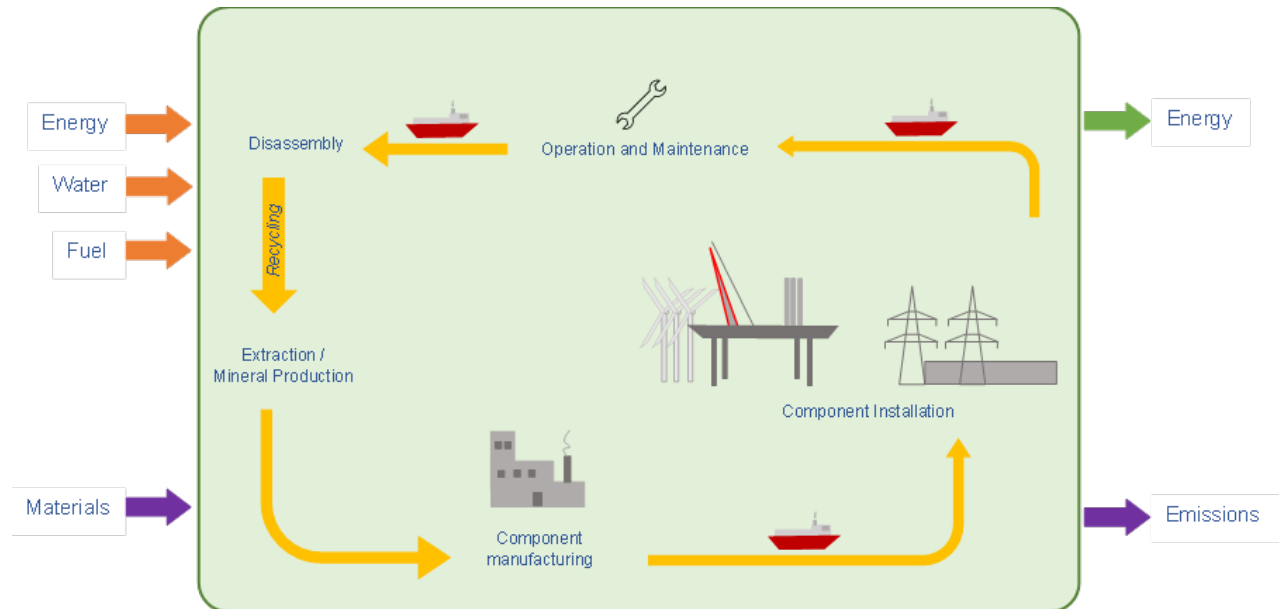 Energy
Water
Fuel
Materials
Disassembly
Operation and Maintenance
Recycling
Extraction /
Mineral Production
Component
manufacturing
Component Installation
Energy
Emissions